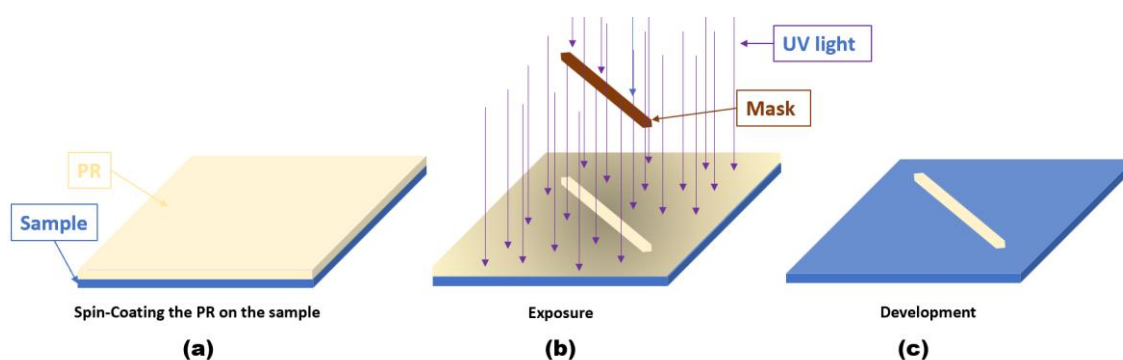 UV light
Mask
PR
Sample
Spin-Coating the PR on the sample
Exposure
Development
(a)
(b)
(c)